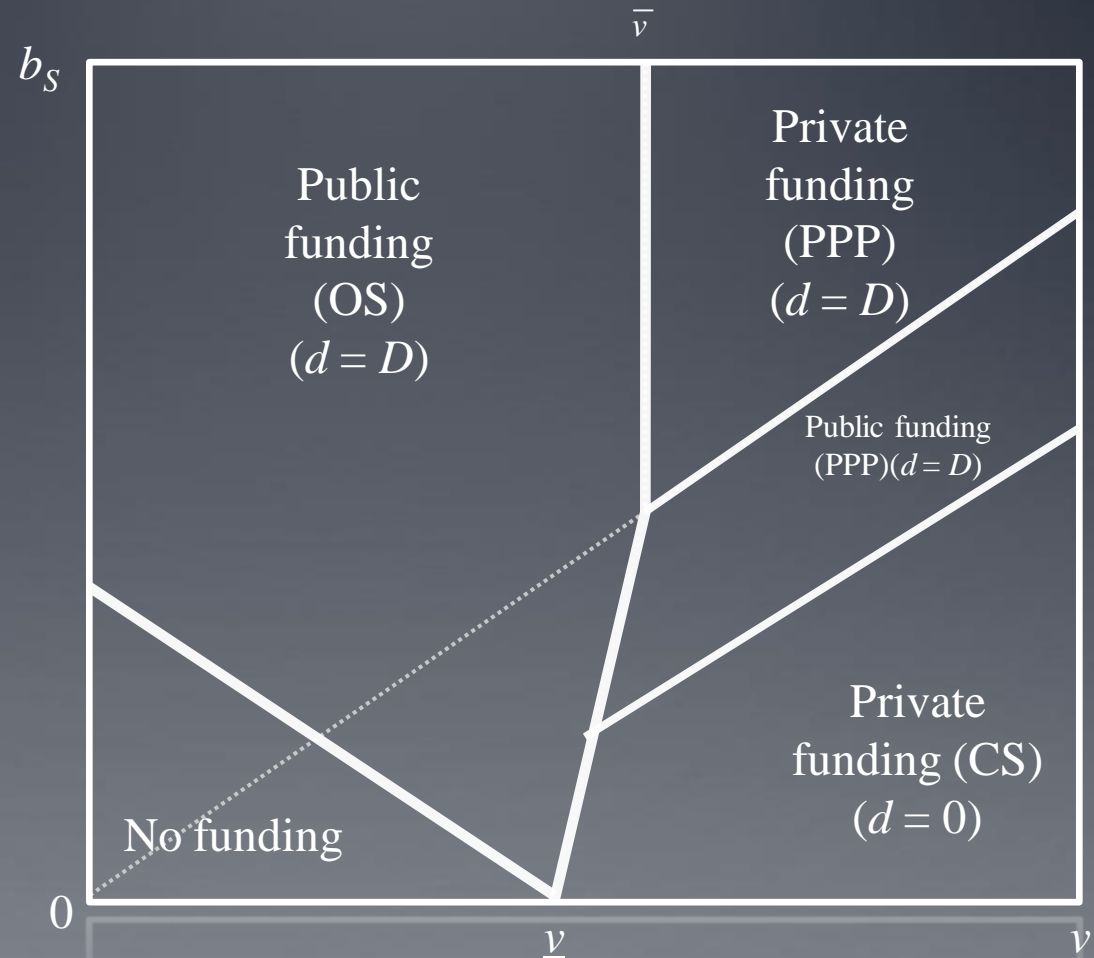 v̅
b_S
Public
funding
(OS)
(d = D)
Private
funding
(PPP)
(d = D)
Public funding
(PPP)(d = D)
Private
funding (CS)
(d = 0)
No funding
0
v̲
v